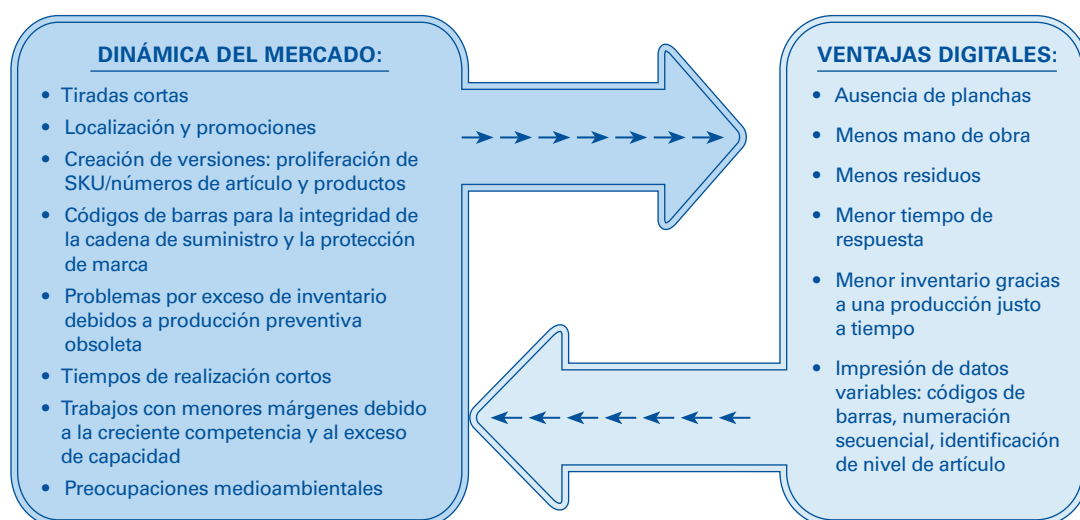 DINÁMICA DEL MERCADO:
• Tiradas cortas
• Localización y promociones
• Creación de versiones: proliferación de
SKU/números de artículo y productos
• Códigos de barras para la integridad de
la cadena de suministro y la protección
de marca
• Problemas por exceso de inventario
debidos a producción preventiva
obsoleta
• Tiempos de realización cortos
• Trabajos con menores márgenes debido
a la creciente competencia y al exceso
de capacidad
• Preocupaciones medioambientales
VENTAJAS DIGITALES:
• Ausencia de planchas
• Menos mano de obra
• Menos residuos
• Menor tiempo de
respuesta
• Menor inventario gracias
a una producción justo
a tiempo
• Impresión de datos
variables: códigos de
barras, numeración
secuencial, identificación
de nivel de artículo